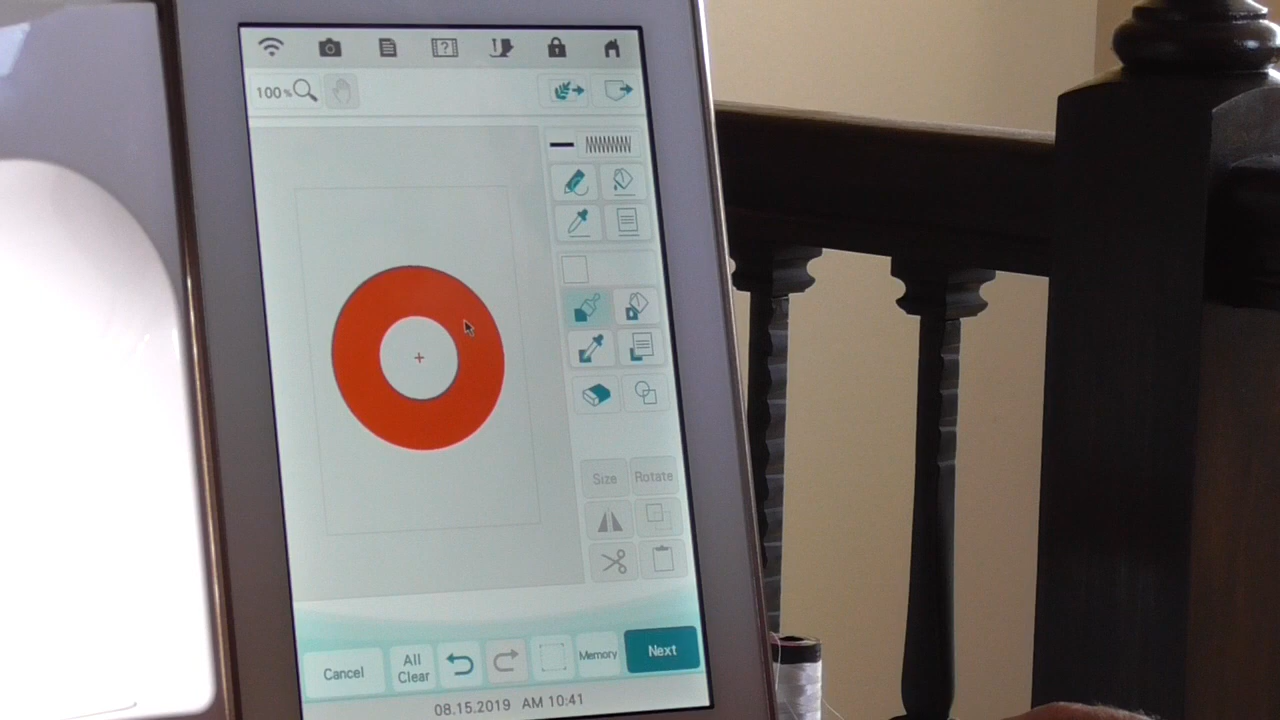 100%
?
Size Rotate
Cancel All Clear Memory Next
08.15.2019 AM 10:41